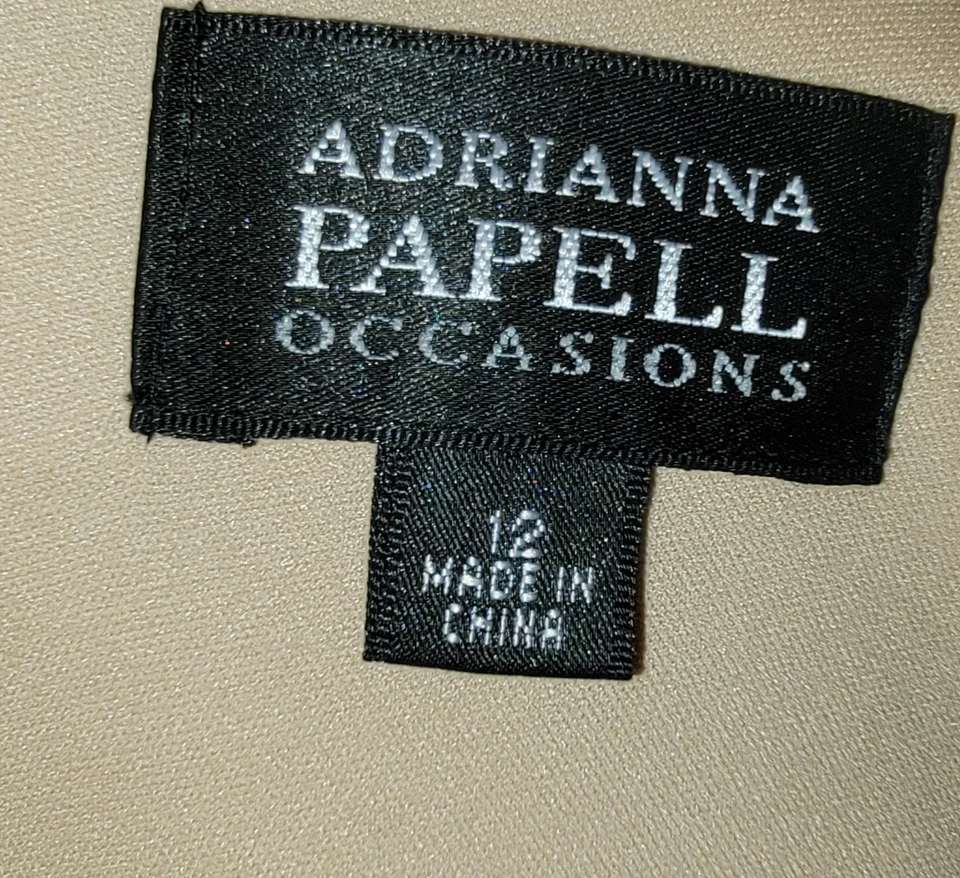 ADRIANNA
PAPELL
OCCASIONS
12
MADE IN
CHINA